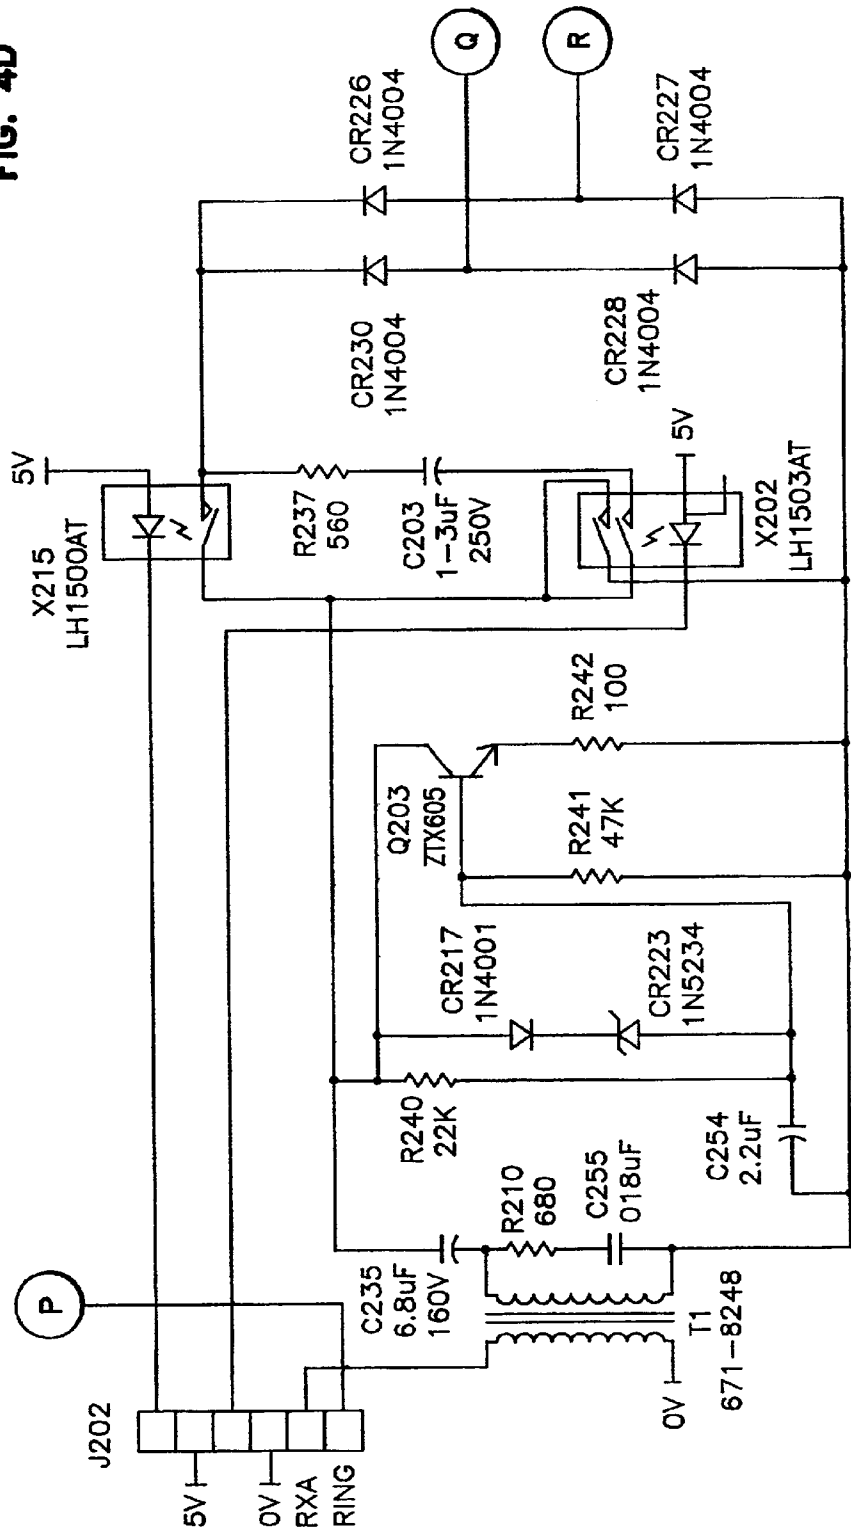 FIG. 4D
Q
R
P
CR226
1N4004
CR227
1N4004
CR230
1N4004
CR228
1N4004
5V
X215
LH1500AT
R237
560
C203
1-3uF
250V
5V
X202
LH1503AT
Q203
ZTX605
R242
100
R241
47K
CR217
1N4001
CR223
1N5234
R240
22K
C254
2.2uF
C235
6.8uF
160V
R210
680
C255
018uF
T1
671-8248
0V
J202
5V
0V
RXA
RING